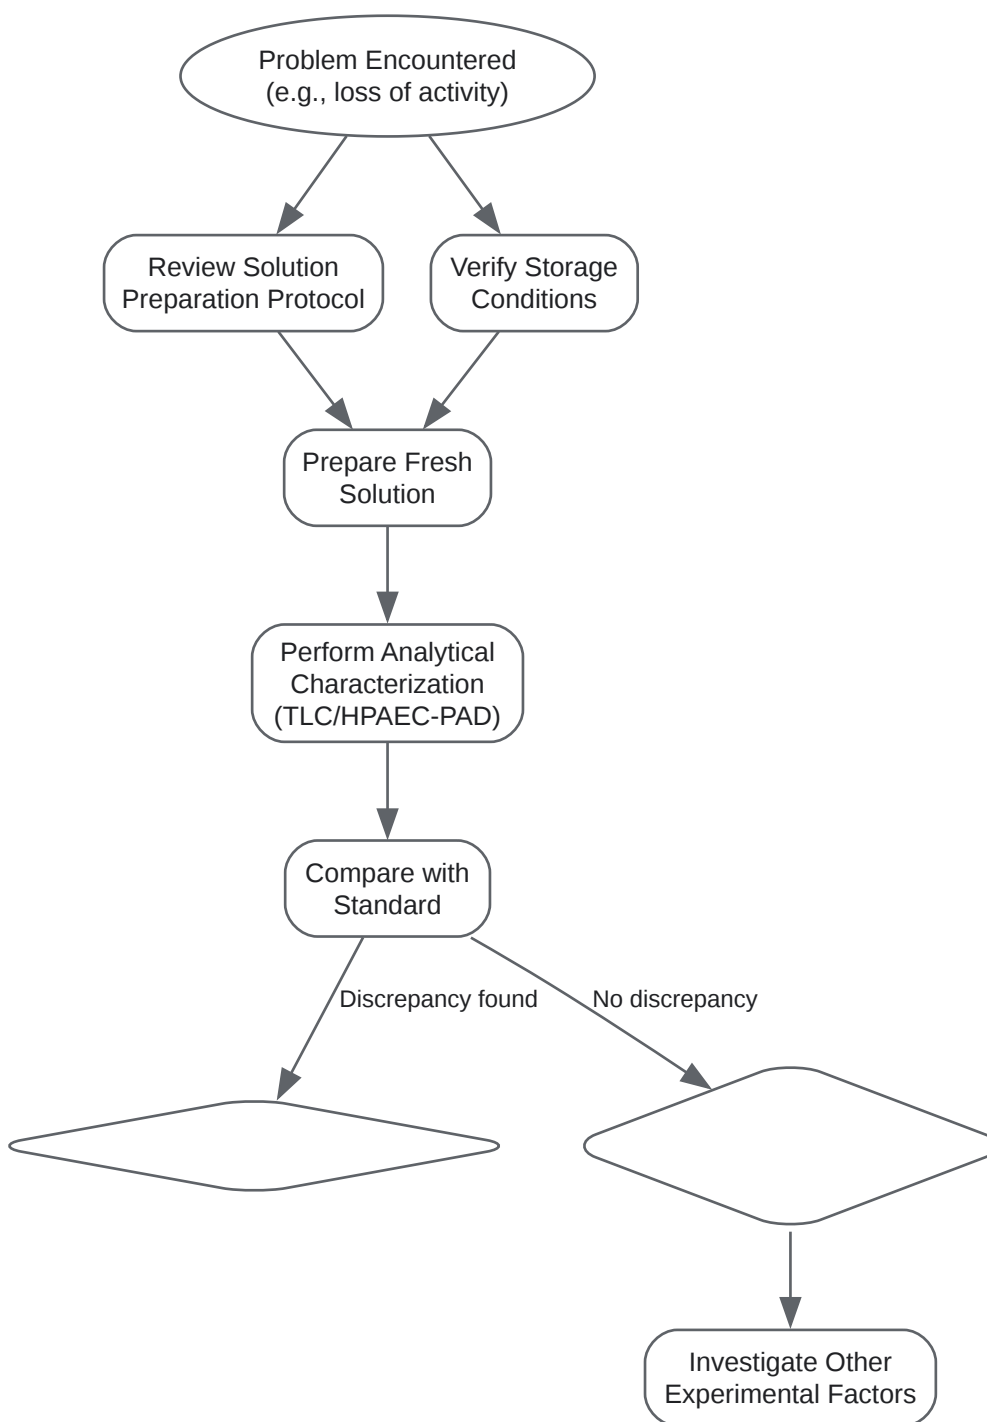 Problem Encountered
(e.g., loss of activity)
Review Solution
Preparation Protocol
Verify Storage
Conditions
Prepare Fresh
Solution
Perform Analytical
Characterization
(TLC/HPAEC-PAD)
Compare with
Standard
Discrepancy found
No discrepancy
Investigate Other
Experimental Factors